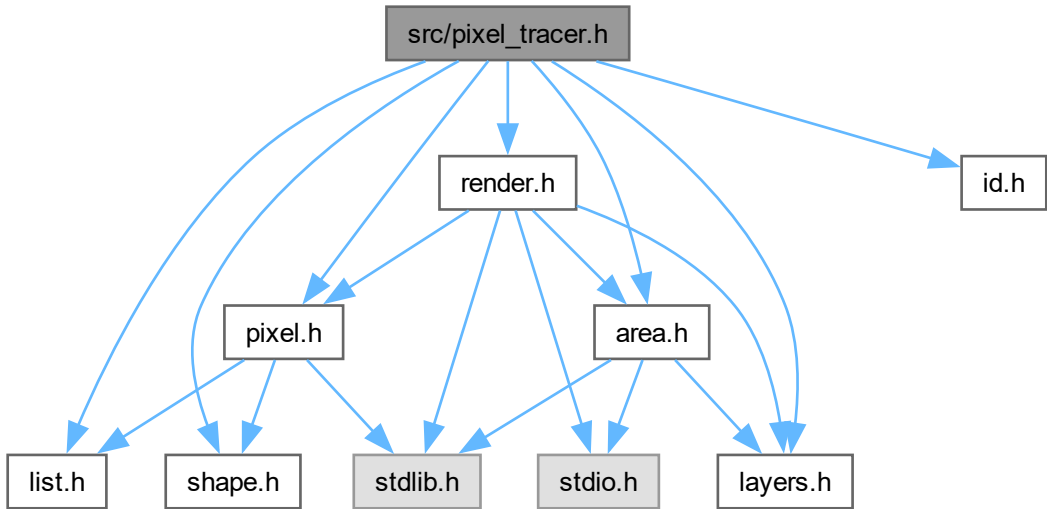 src/pixel_tracer.h
render.h
id.h
pixel.h
area.h
list.h
shape.h
stdlib.h
stdio.h
layers.h